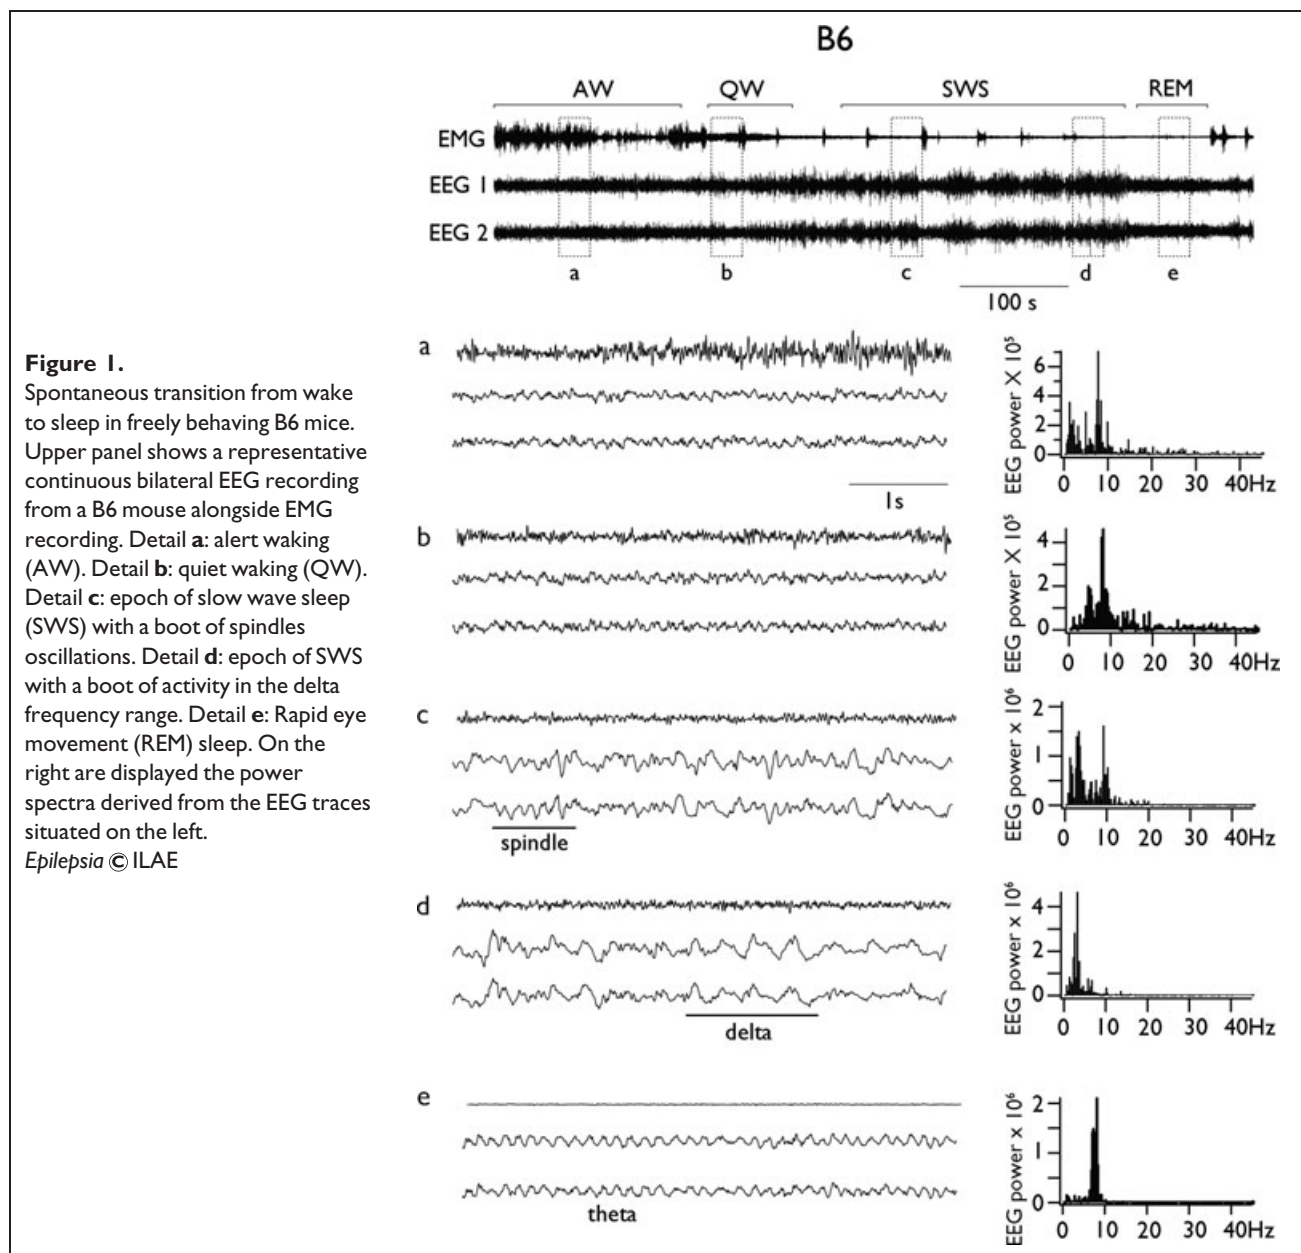 B6
AW QW SWS REM
EMG
EEG 1
EEG 2
a b c d e
100 s
Figure 1.
Spontaneous transition from wake
to sleep in freely behaving B6 mice.
Upper panel shows a representative
continuous bilateral EEG recording
from a B6 mouse alongside EMG
recording. Detail a: alert waking
(AW). Detail b: quiet waking (QW).
Detail c: epoch of slow wave sleep
(SWS) with a boot of spindles
oscillations. Detail d: epoch of SWS
with a boot of activity in the delta
frequency range. Detail e: Rapid eye
movement (REM) sleep. On the
right are displayed the power
spectra derived from the EEG traces
situated on the left.
Epilepsia © ILAE
a
1s
EEG power X 10⁵
6
4
2
0
0 10 20 30 40Hz
b
EEG power X 10⁵
4
2
0
0 10 20 30 40Hz
c
spindle
EEG power x 10⁶
2
1
0
0 10 20 30 40Hz
d
delta
EEG power x 10⁶
4
2
0
0 10 20 30 40Hz
e
theta
EEG power x 10⁶
2
1
0
0 10 20 30 40Hz